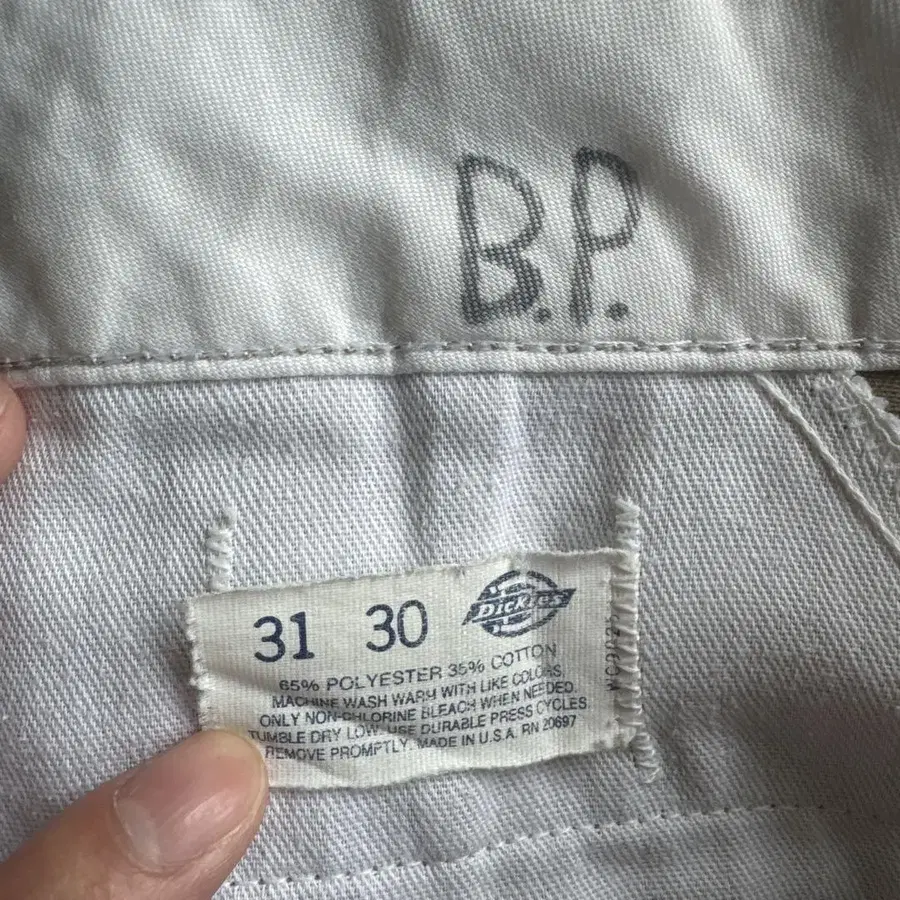 B.P.
31 30 Dickies
65% POLYESTER 35% COTTON
MACHINE WASH WARM WITH LIKE COLORS
ONLY NON-CHLORINE BLEACH WHEN NEEDED
TUMBLE DRY LOW. USE DURABLE PRESS CYCLES
REMOVE PROMPTLY. MADE IN U.S.A. RN 20697